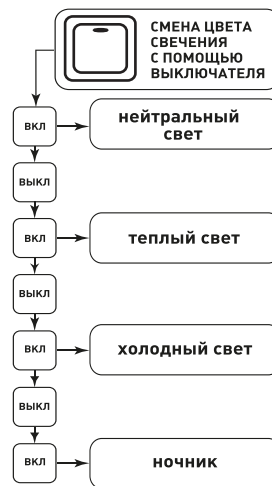 СМЕНА ЦВЕТА
СВЕЧЕНИЯ
С ПОМОЩЬЮ
ВЫКЛЮЧАТЕЛЯ
ВКЛ
нейтральный
свет
ВЫКЛ
ВКЛ
теплый свет
ВЫКЛ
ВКЛ
холодный свет
ВЫКЛ
ВКЛ
ночник